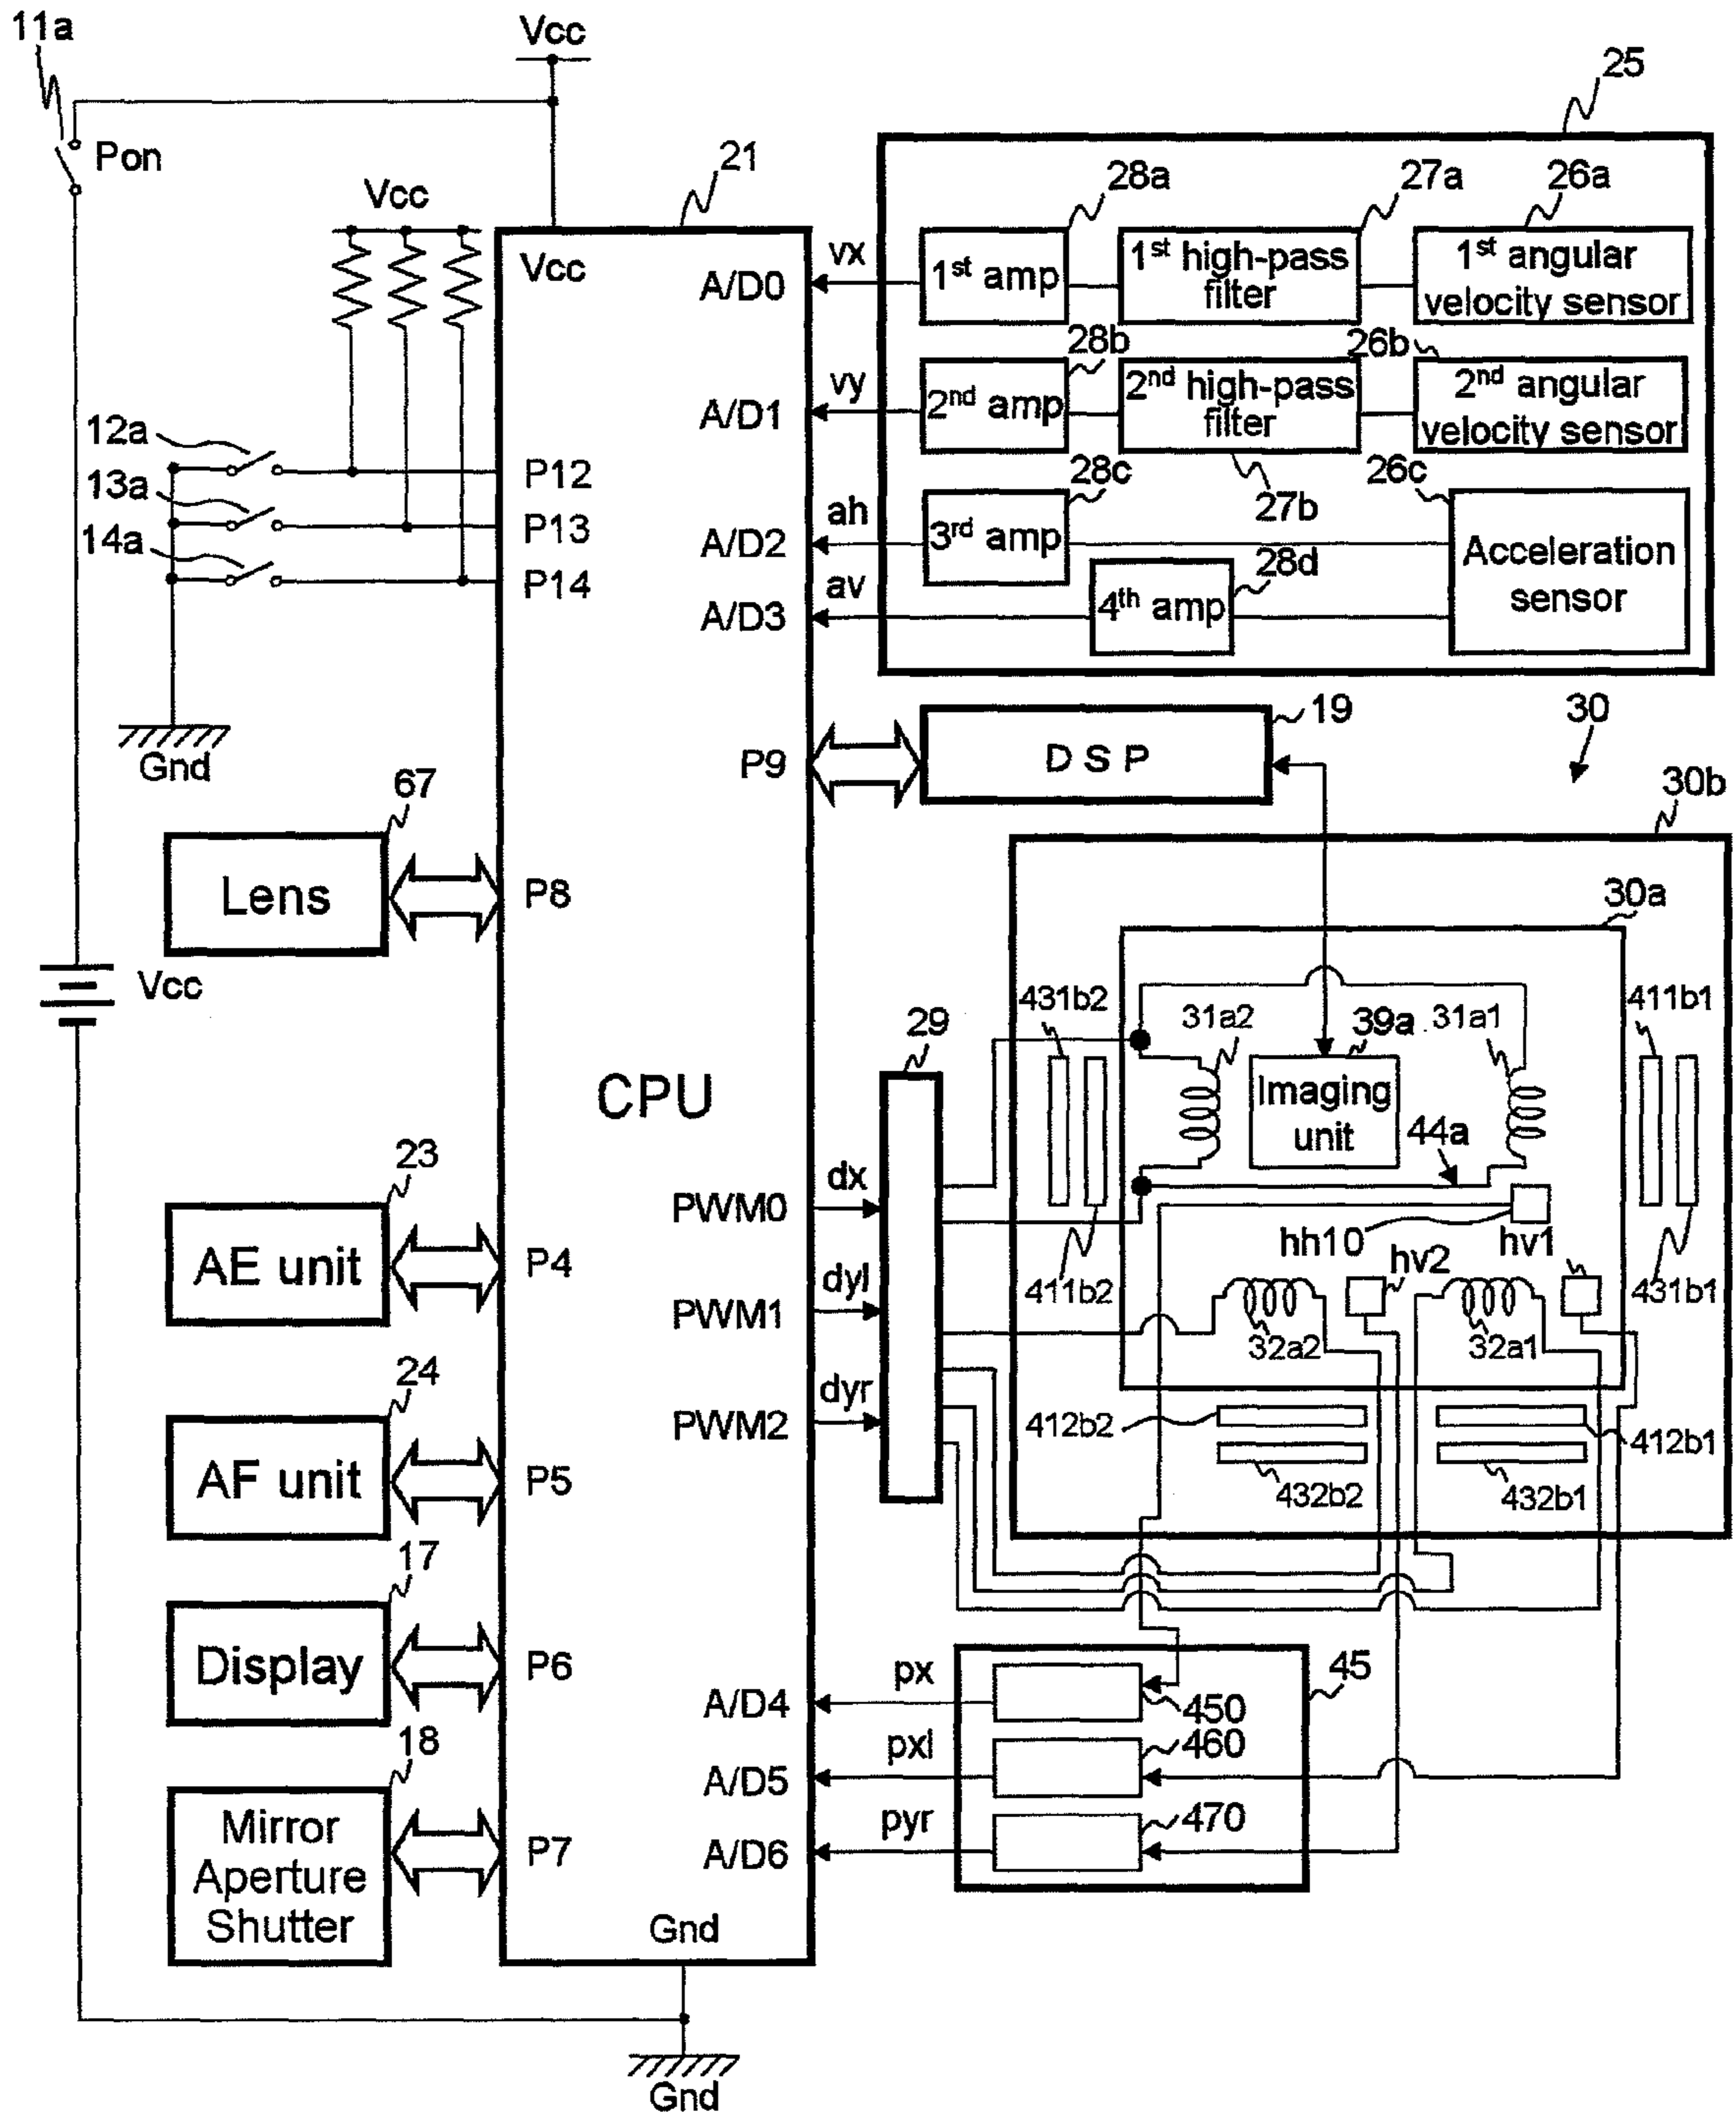 11a
Vcc
25
Pon
21
28a
27a
26a
Vcc
Vcc
A/D0
vx
1st amp
1st high-pass
filter
1st angular
velocity sensor
28b
26b
A/D1
vy
2nd amp
2nd high-pass
filter
2nd angular
velocity sensor
12a
P12
28c
27b
26c
13a
P13
A/D2
ah
3rd amp
Acceleration
sensor
14a
P14
28d
A/D3
av
4th amp
Gnd
P9
DSP
19
30
67
30b
Lens
P8
30a
Vcc
29
431b2
31a2
39a
31a1
411b1
CPU
Imaging
unit
44a
23
AE unit
P4
PWM0
dx
hh10
hv1
411b2
hv2
431b1
PWM1
dyl
32a2
32a1
24
AF unit
P5
PWM2
dyr
412b2
412b1
432b2
432b1
17
Display
P6
45
A/D4
px
450
18
A/D5
pxl
460
Mirror
Aperture
Shutter
P7
A/D6
pyr
470
Gnd
Gnd